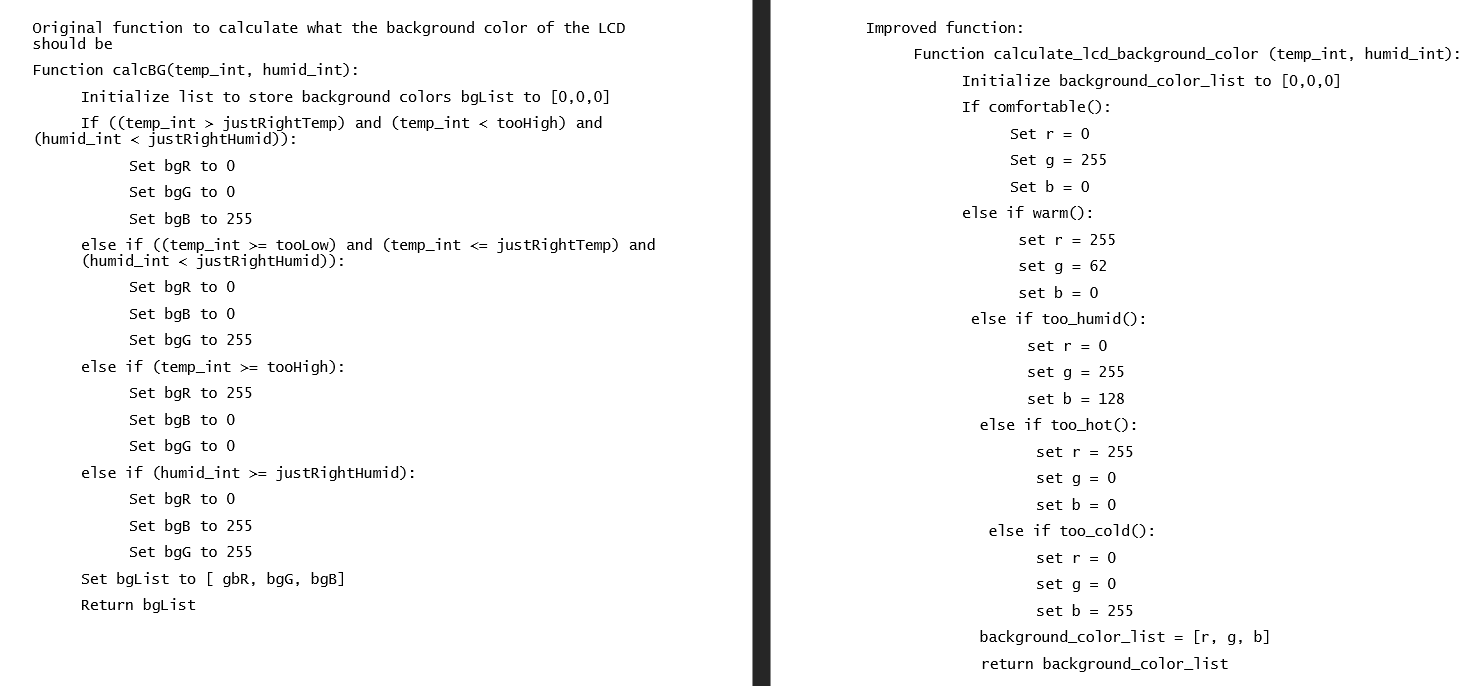 Original function to calculate what the background color of the LCD
should be
Function calcBG(temp_int, humid_int):
Initialize list to store background colors bgList to [0,0,0]
If ((temp_int > justRightTemp) and (temp_int < tooHigh) and
(humid_int < justRightHumid)):
Set bgR to 0
Set bgG to 0
Set bgB to 255
else if ((temp_int >= tooLow) and (temp_int <= justRightTemp) and
(humid_int < justRightHumid)):
Set bgR to 0
Set bgB to 0
Set bgG to 255
else if (temp_int >= tooHigh):
Set bgR to 255
Set bgB to 0
Set bgG to 0
else if (humid_int >= justRightHumid):
Set bgR to 0
Set bgB to 255
Set bgG to 255
Set bgList to [ gbR, bgG, bgB]
Return bgList
Improved function:
Function calculate_lcd_background_color (temp_int, humid_int):
Initialize background_color_list to [0,0,0]
If comfortable():
Set r = 0
Set g = 255
Set b = 0
else if warm():
set r = 255
set g = 62
set b = 0
else if too_humid():
set r = 0
set g = 255
set b = 128
else if too_hot():
set r = 255
set g = 0
set b = 0
else if too_cold():
set r = 0
set g = 0
set b = 255
background_color_list = [r, g, b]
return background_color_list